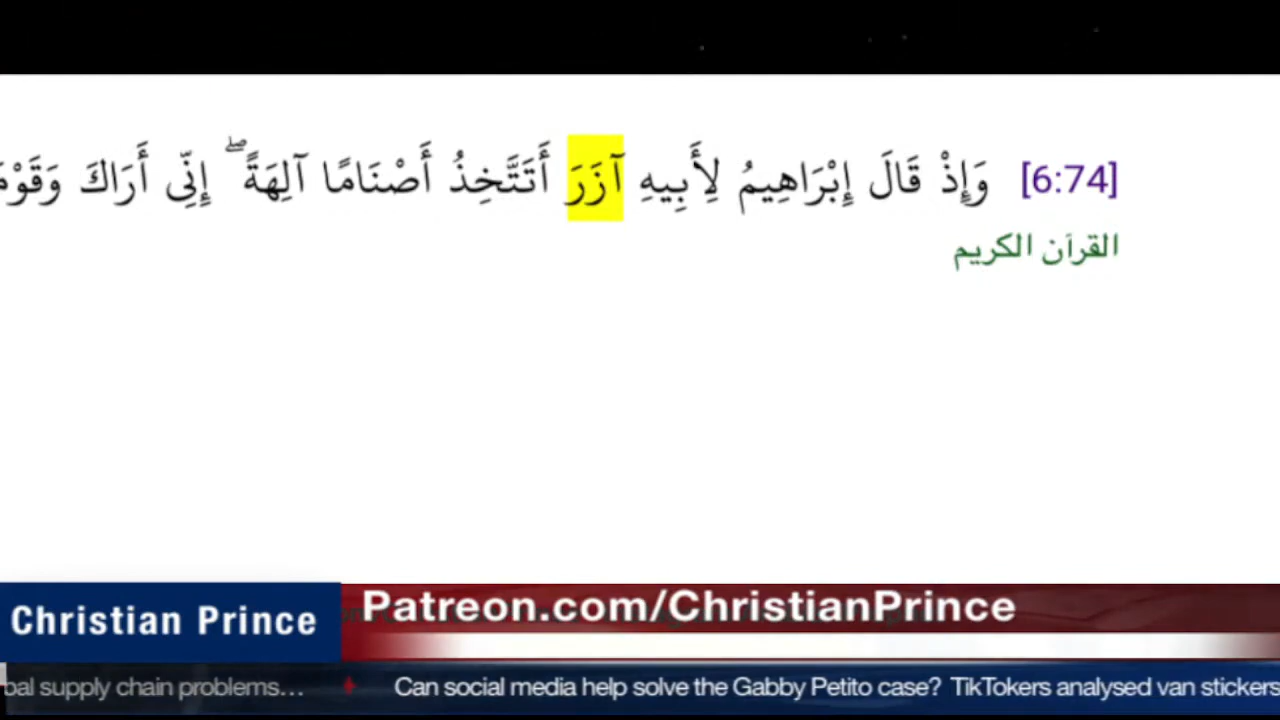 [6:74] وَإِذْ قَالَ إِبْرَاهِيمُ لِأَبِيهِ آزَرَ أَتَتَّخِذُ أَصْنَامًا آلِهَةً ۖ إِنِّى أَرَاكَ وَقَوْمَ
القرآن الكريم
Patreon.com/ChristianPrince
Christian Prince
bal supply chain problems... Can social media help solve the Gabby Petito case? TikTokers analysed van stickers